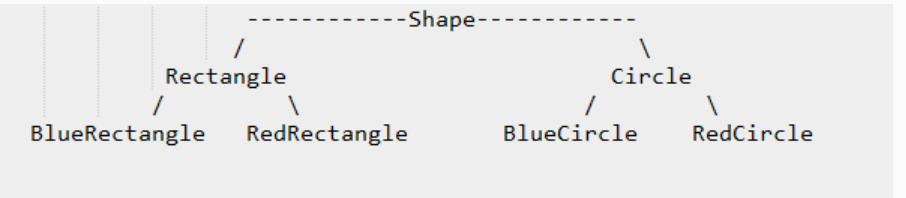 ------------Shape------------
/ \
Rectangle Circle
/ \ / \
BlueRectangle RedRectangle BlueCircle RedCircle